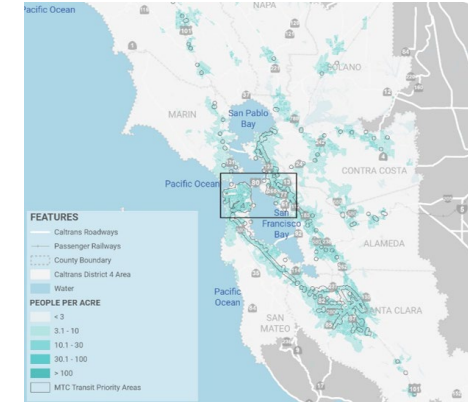 Pacific Ocean
NAPA
SOLANO
MARIN
San Pablo
Bay
CONTRA COSTA
Pacific Ocean
San
Francisco
Bay
ALAMEDA
Pacific
Ocean
SAN
MATEO
SANTA CLARA
FEATURES
Caltrans Roadways
Passenger Railways
County Boundary
Caltrans District 4 Area
Water
PEOPLE PER ACRE
< 3
3.1 - 10
10.1 - 30
30.1 - 100
> 100
MTC Transit Priority Areas